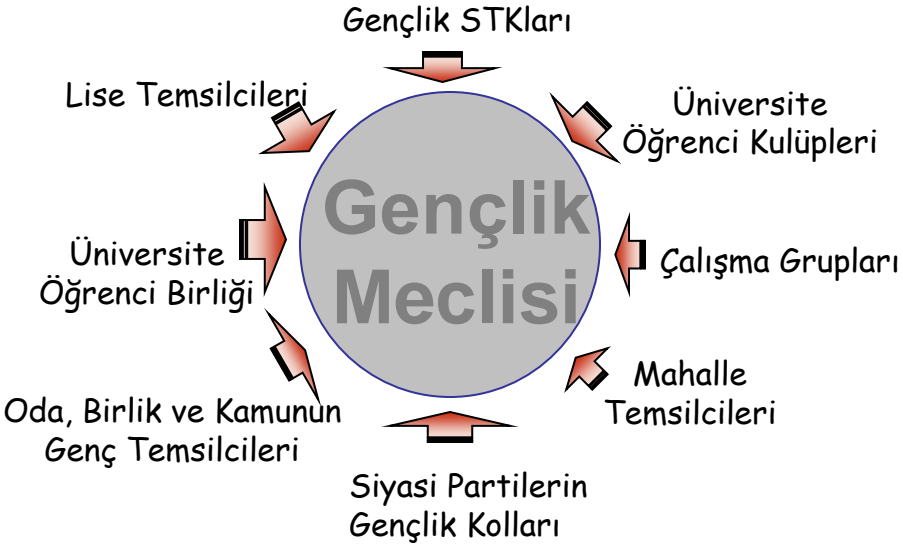 Gençlik STKları
Lise Temsilcileri
Üniversite
Öğrenci Kulüpleri
Gençlik
Meclisi
Üniversite
Öğrenci Birliği
Çalışma Grupları
Mahalle
Temsilcileri
Oda, Birlik ve Kamunun
Genç Temsilcileri
Siyasi Partilerin
Gençlik Kolları